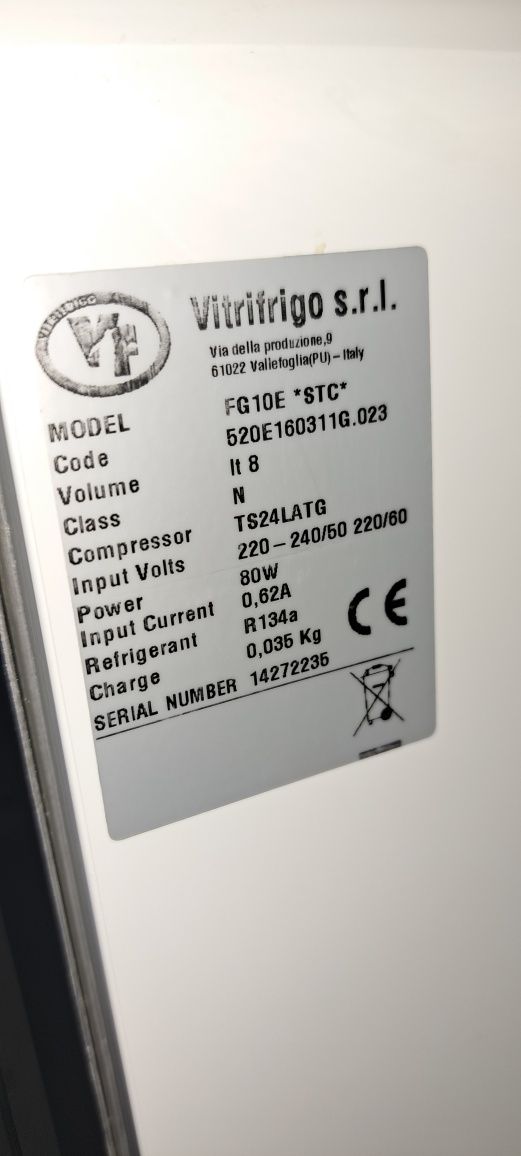 VITRIFRIGO
VF
Vitrifrigo s.r.l.
Via della produzione,9
61022 Vallefoglia(PU) – Italy
MODEL FG10E *STC*
Code 520E160311G.023
Volume lt 8
Class N
Compressor TS24LATG
Input Volts 220 – 240/50 220/60
Power 80W
Input Current 0,62A
Refrigerant R134a
Charge 0,035 Kg
CE
SERIAL NUMBER 14272235